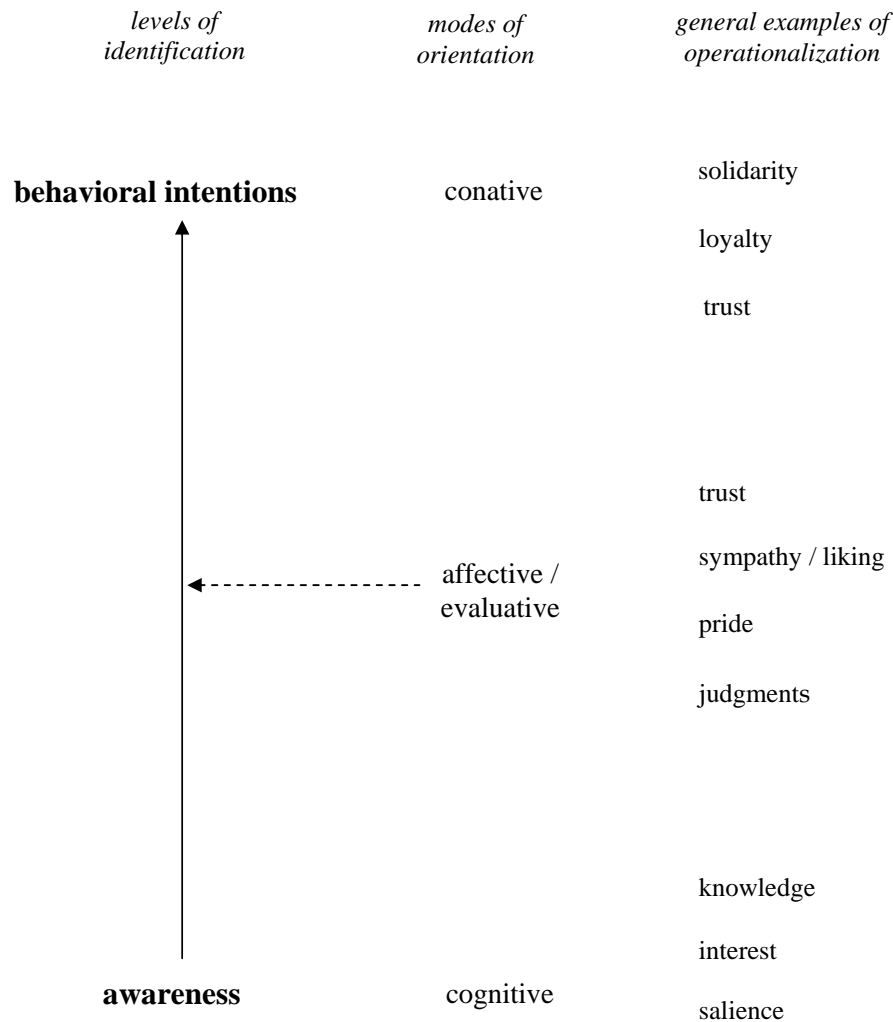 levels of
identification
modes of
orientation
general examples of
operationalization
behavioral intentions
conative
solidarity
loyalty
trust
trust
sympathy / liking
affective /
evaluative
pride
judgments
knowledge
interest
awareness
cognitive
salience